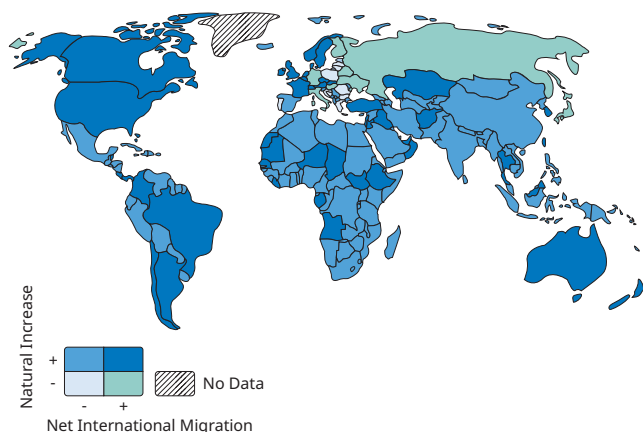 Natural Increase
+
-
No Data
- +
Net International Migration